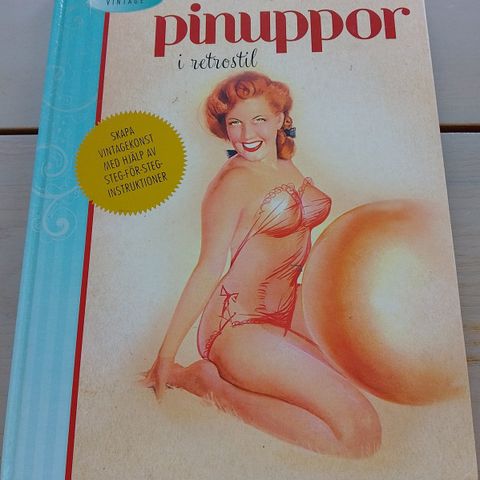 VINTAGE
pinuppor
i retrostil
SKAPA
VINTAGEKONST
MED HJÄLP AV
STEG-FÖR-STEG-
INSTRUKTIONER